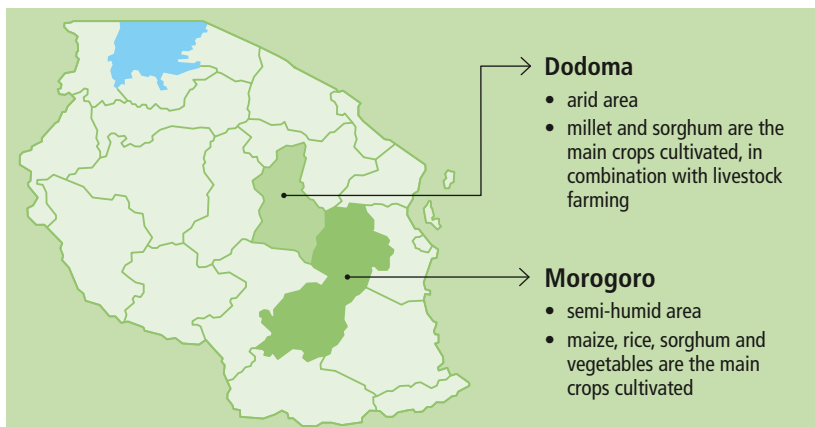 Dodoma
• arid area
• millet and sorghum are the
main crops cultivated, in
combination with livestock
farming
Morogoro
• semi-humid area
• maize, rice, sorghum and
vegetables are the main
crops cultivated